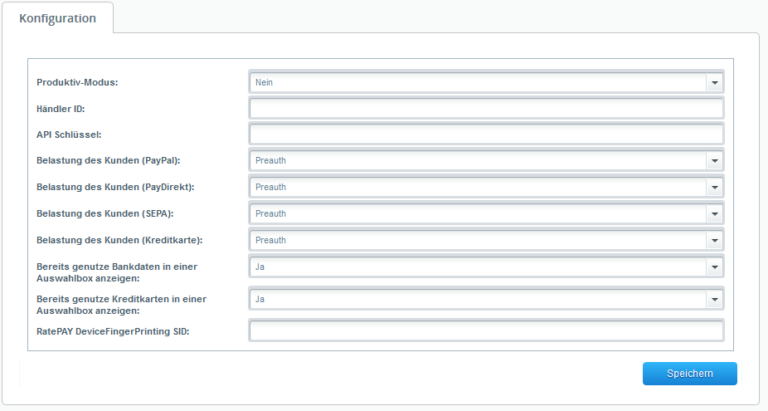 Konfiguration
Produktiv-Modus:
Nein
Händler ID:
API Schlüssel:
Belastung des Kunden (PayPal):
Preauth
Belastung des Kunden (PayDirekt):
Preauth
Belastung des Kunden (SEPA):
Preauth
Belastung des Kunden (Kreditkarte):
Preauth
Bereits genutze Bankdaten in einer
Auswahlbox anzeigen:
Ja
Bereits genutze Kreditkarten in einer
Auswahlbox anzeigen:
Ja
RatePAY DeviceFingerPrinting SID:
Speichern